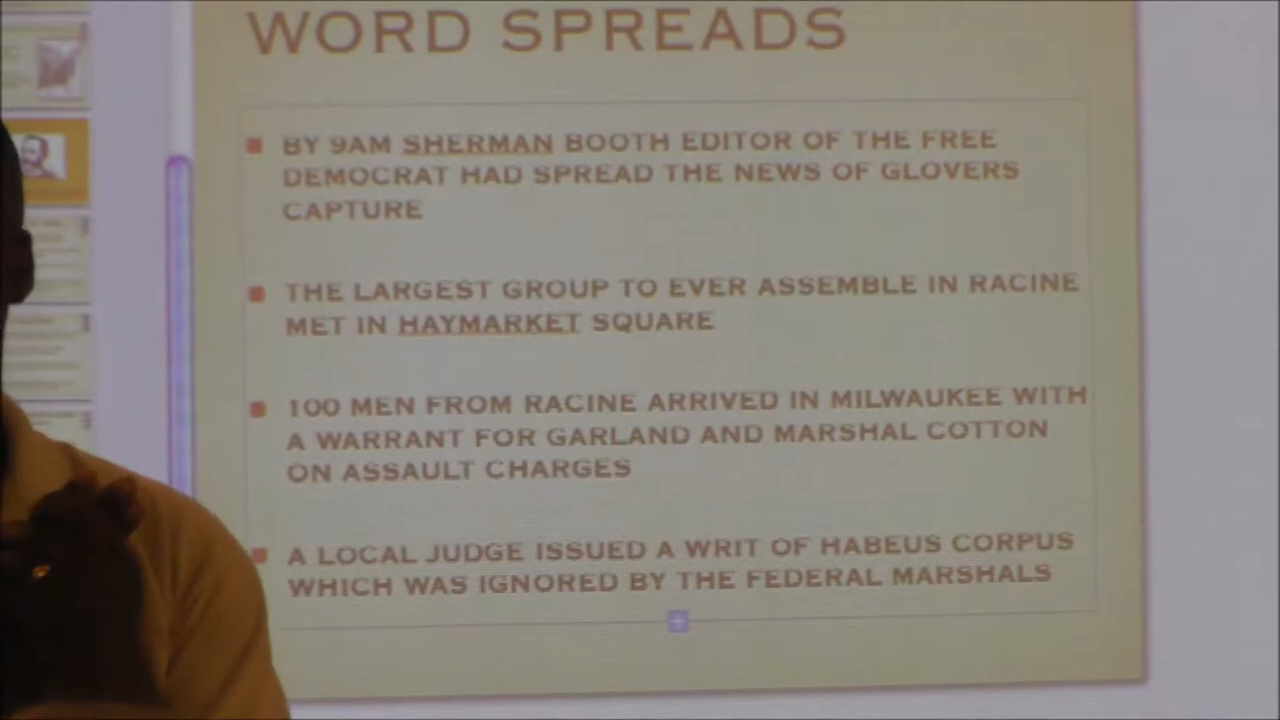 WORD SPREADS
BY 9AM SHERMAN BOOTH EDITOR OF THE FREE
DEMOCRAT HAD SPREAD THE NEWS OF GLOVERS
CAPTURE
THE LARGEST GROUP TO EVER ASSEMBLE IN RACINE
MET IN HAYMARKET SQUARE
100 MEN FROM RACINE ARRIVED IN MILWAUKEE WITH
A WARRANT FOR GARLAND AND MARSHAL COTTON
ON ASSAULT CHARGES
A LOCAL JUDGE ISSUED A WRIT OF HABEUS CORPUS
WHICH WAS IGNORED BY THE FEDERAL MARSHALS